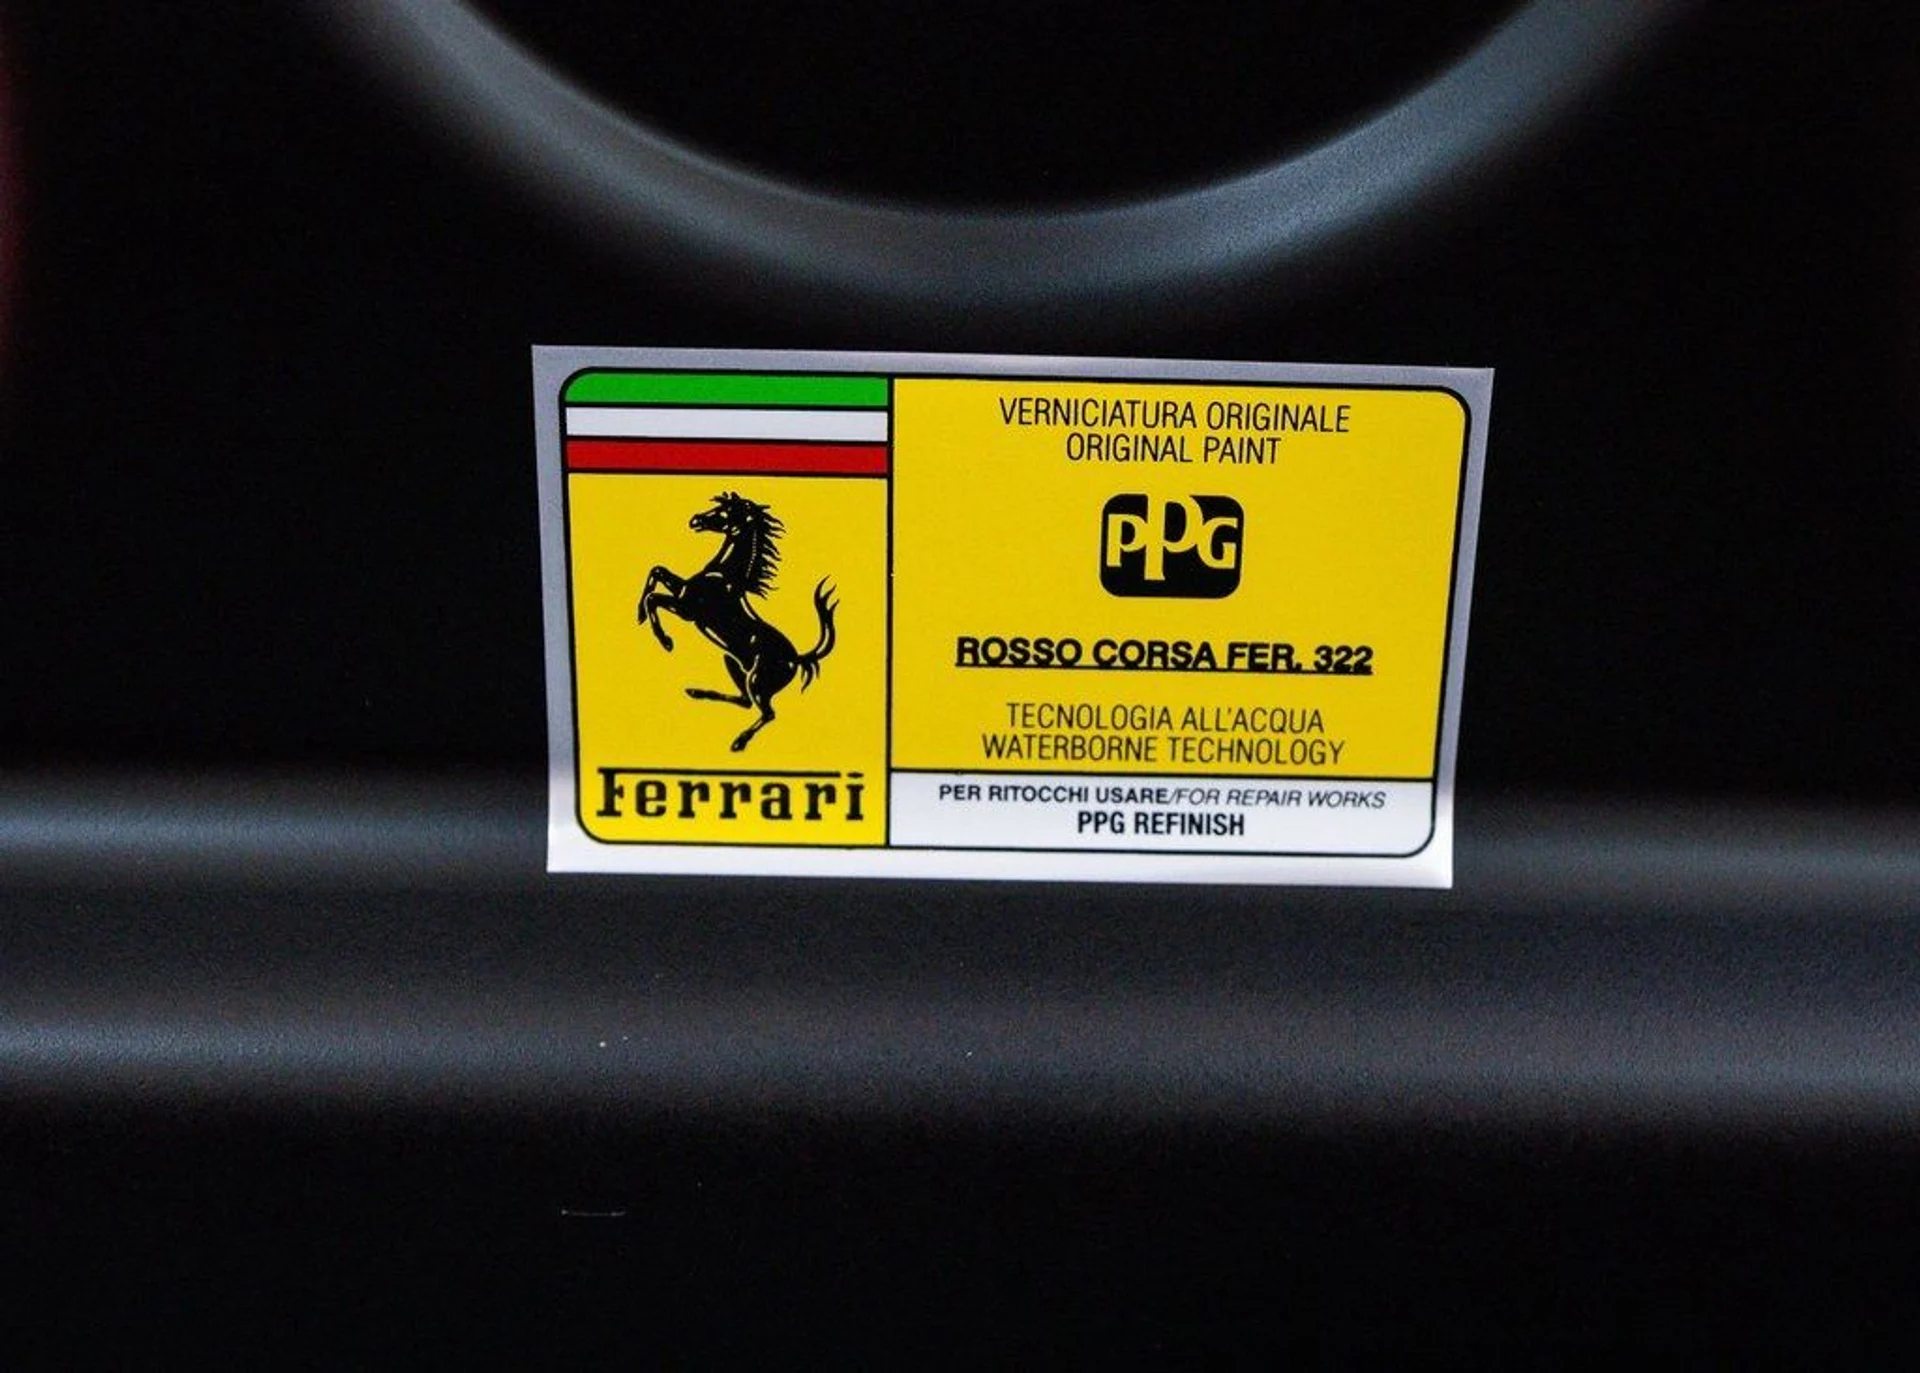 VERNICIATURA ORIGINALE
ORIGINAL PAINT
PPG
ROSSO CORSA FER. 322
TECNOLOGIA ALL'ACQUA
WATERBORNE TECHNOLOGY
Ferrari
PER RITOCCHI USARE/FOR REPAIR WORKS
PPG REFINISH